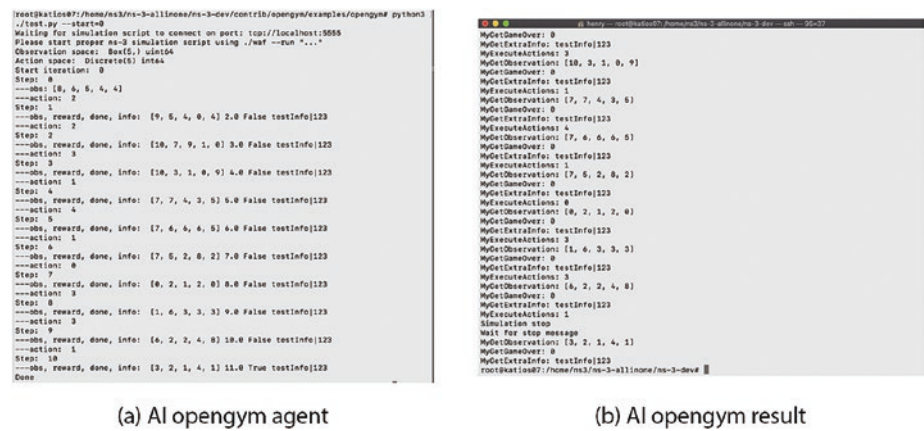 root@katios07:/home/ns3/ns-3-allinone/ns-3-dev/contrib/opengym/examples/opengym# python3
./test.py --start=0
Waiting for simulation script to connect on port: tcp://localhost:5555
Please start proper ns-3 simulation script using ./waf --run "..."
Observation space:  Box(5,) uint64
Action space:  Discrete(5) int64
Start iteration:  0
Step:  0
---obs: [8, 6, 5, 4, 4]
---action:  2
Step:  1
---obs, reward, done, info:  [9, 5, 4, 0, 4] 2.0 False testInfo|123
---action:  2
Step:  2
---obs, reward, done, info:  [10, 7, 9, 1, 0] 3.0 False testInfo|123
---action:  3
Step:  3
---obs, reward, done, info:  [10, 3, 1, 0, 9] 4.0 False testInfo|123
---action:  1
Step:  4
---obs, reward, done, info:  [7, 7, 4, 3, 5] 5.0 False testInfo|123
---action:  4
Step:  5
---obs, reward, done, info:  [7, 6, 6, 6, 5] 6.0 False testInfo|123
---action:  1
Step:  6
---obs, reward, done, info:  [7, 5, 2, 8, 2] 7.0 False testInfo|123
---action:  0
Step:  7
---obs, reward, done, info:  [0, 2, 1, 2, 0] 8.0 False testInfo|123
---action:  3
Step:  8
---obs, reward, done, info:  [1, 6, 3, 3, 3] 9.0 False testInfo|123
---action:  3
Step:  9
---obs, reward, done, info:  [6, 2, 2, 4, 8] 10.0 False testInfo|123
---action:  1
Step:  10
---obs, reward, done, info:  [3, 2, 1, 4, 1] 11.0 True testInfo|123
Done
(a) AI opengym agent
henry — root@katios07: /home/ns3/ns-3-allinone/ns-3-dev — ssh — 95×37
MyGetGameOver: 0
MyGetExtraInfo: testInfo|123
MyExecuteActions: 3
MyGetObservation: [10, 3, 1, 0, 9]
MyGetGameOver: 0
MyGetExtraInfo: testInfo|123
MyExecuteActions: 1
MyGetObservation: [7, 7, 4, 3, 5]
MyGetGameOver: 0
MyGetExtraInfo: testInfo|123
MyExecuteActions: 4
MyGetObservation: [7, 6, 6, 6, 5]
MyGetGameOver: 0
MyGetExtraInfo: testInfo|123
MyExecuteActions: 1
MyGetObservation: [7, 5, 2, 8, 2]
MyGetGameOver: 0
MyGetExtraInfo: testInfo|123
MyExecuteActions: 0
MyGetObservation: [0, 2, 1, 2, 0]
MyGetGameOver: 0
MyGetExtraInfo: testInfo|123
MyExecuteActions: 3
MyGetObservation: [1, 6, 3, 3, 3]
MyGetGameOver: 0
MyGetExtraInfo: testInfo|123
MyExecuteActions: 3
MyGetObservation: [6, 2, 2, 4, 8]
MyGetGameOver: 0
MyGetExtraInfo: testInfo|123
MyExecuteActions: 1
Simulation stop
Wait for stop message
MyGetObservation: [3, 2, 1, 4, 1]
MyGetGameOver: 0
MyGetExtraInfo: testInfo|123
root@katios07:/home/ns3/ns-3-allinone/ns-3-dev#
(b) AI opengym result